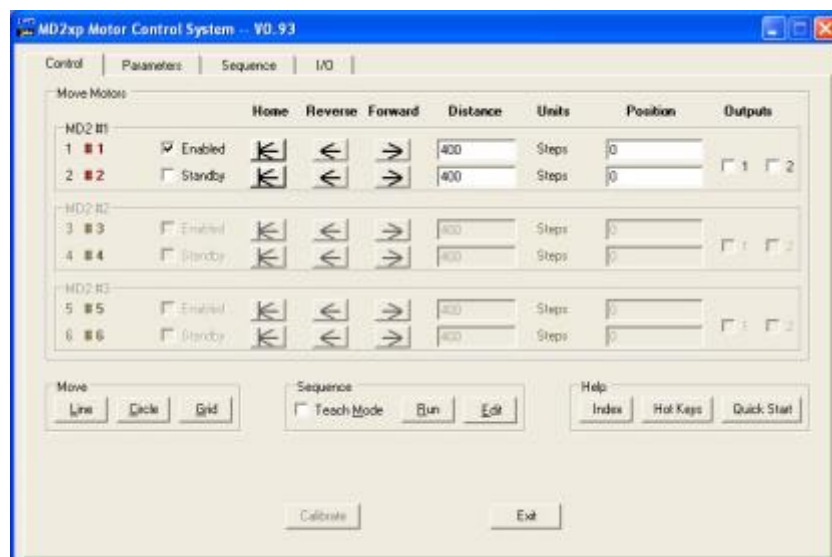 MD2xp Motor Control System -- V0.93
Control Parameters Sequence I/O
Move Motors
Home Reverse Forward Distance Units Position Outputs
MD2 #1
1 #1 Enabled 400 Steps 0
2 #2 Standby 400 Steps 0
1 2
MD2 #2
3 #3 Enabled 400 Steps 0
4 #4 Standby 400 Steps 0
1 2
MD2 #3
5 #5 Enabled 400 Steps 0
6 #6 Standby 400 Steps 0
1 2
Move Sequence Help
Line Circle Grid Teach Mode Run Edit Index Hot Keys Quick Start
Calibrate Exit